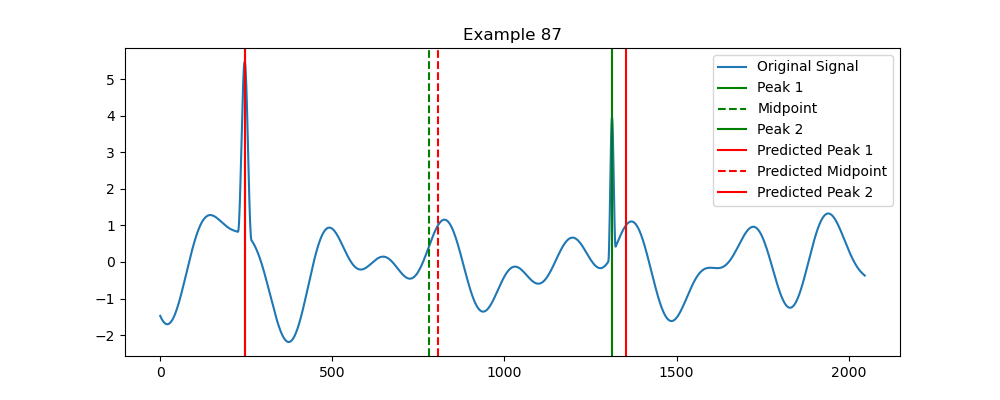 Example 87
Original Signal
Peak 1
Midpoint
Peak 2
Predicted Peak 1
Predicted Midpoint
Predicted Peak 2
5
4
3
2
1
0
−1
−2
0 500 1000 1500 2000